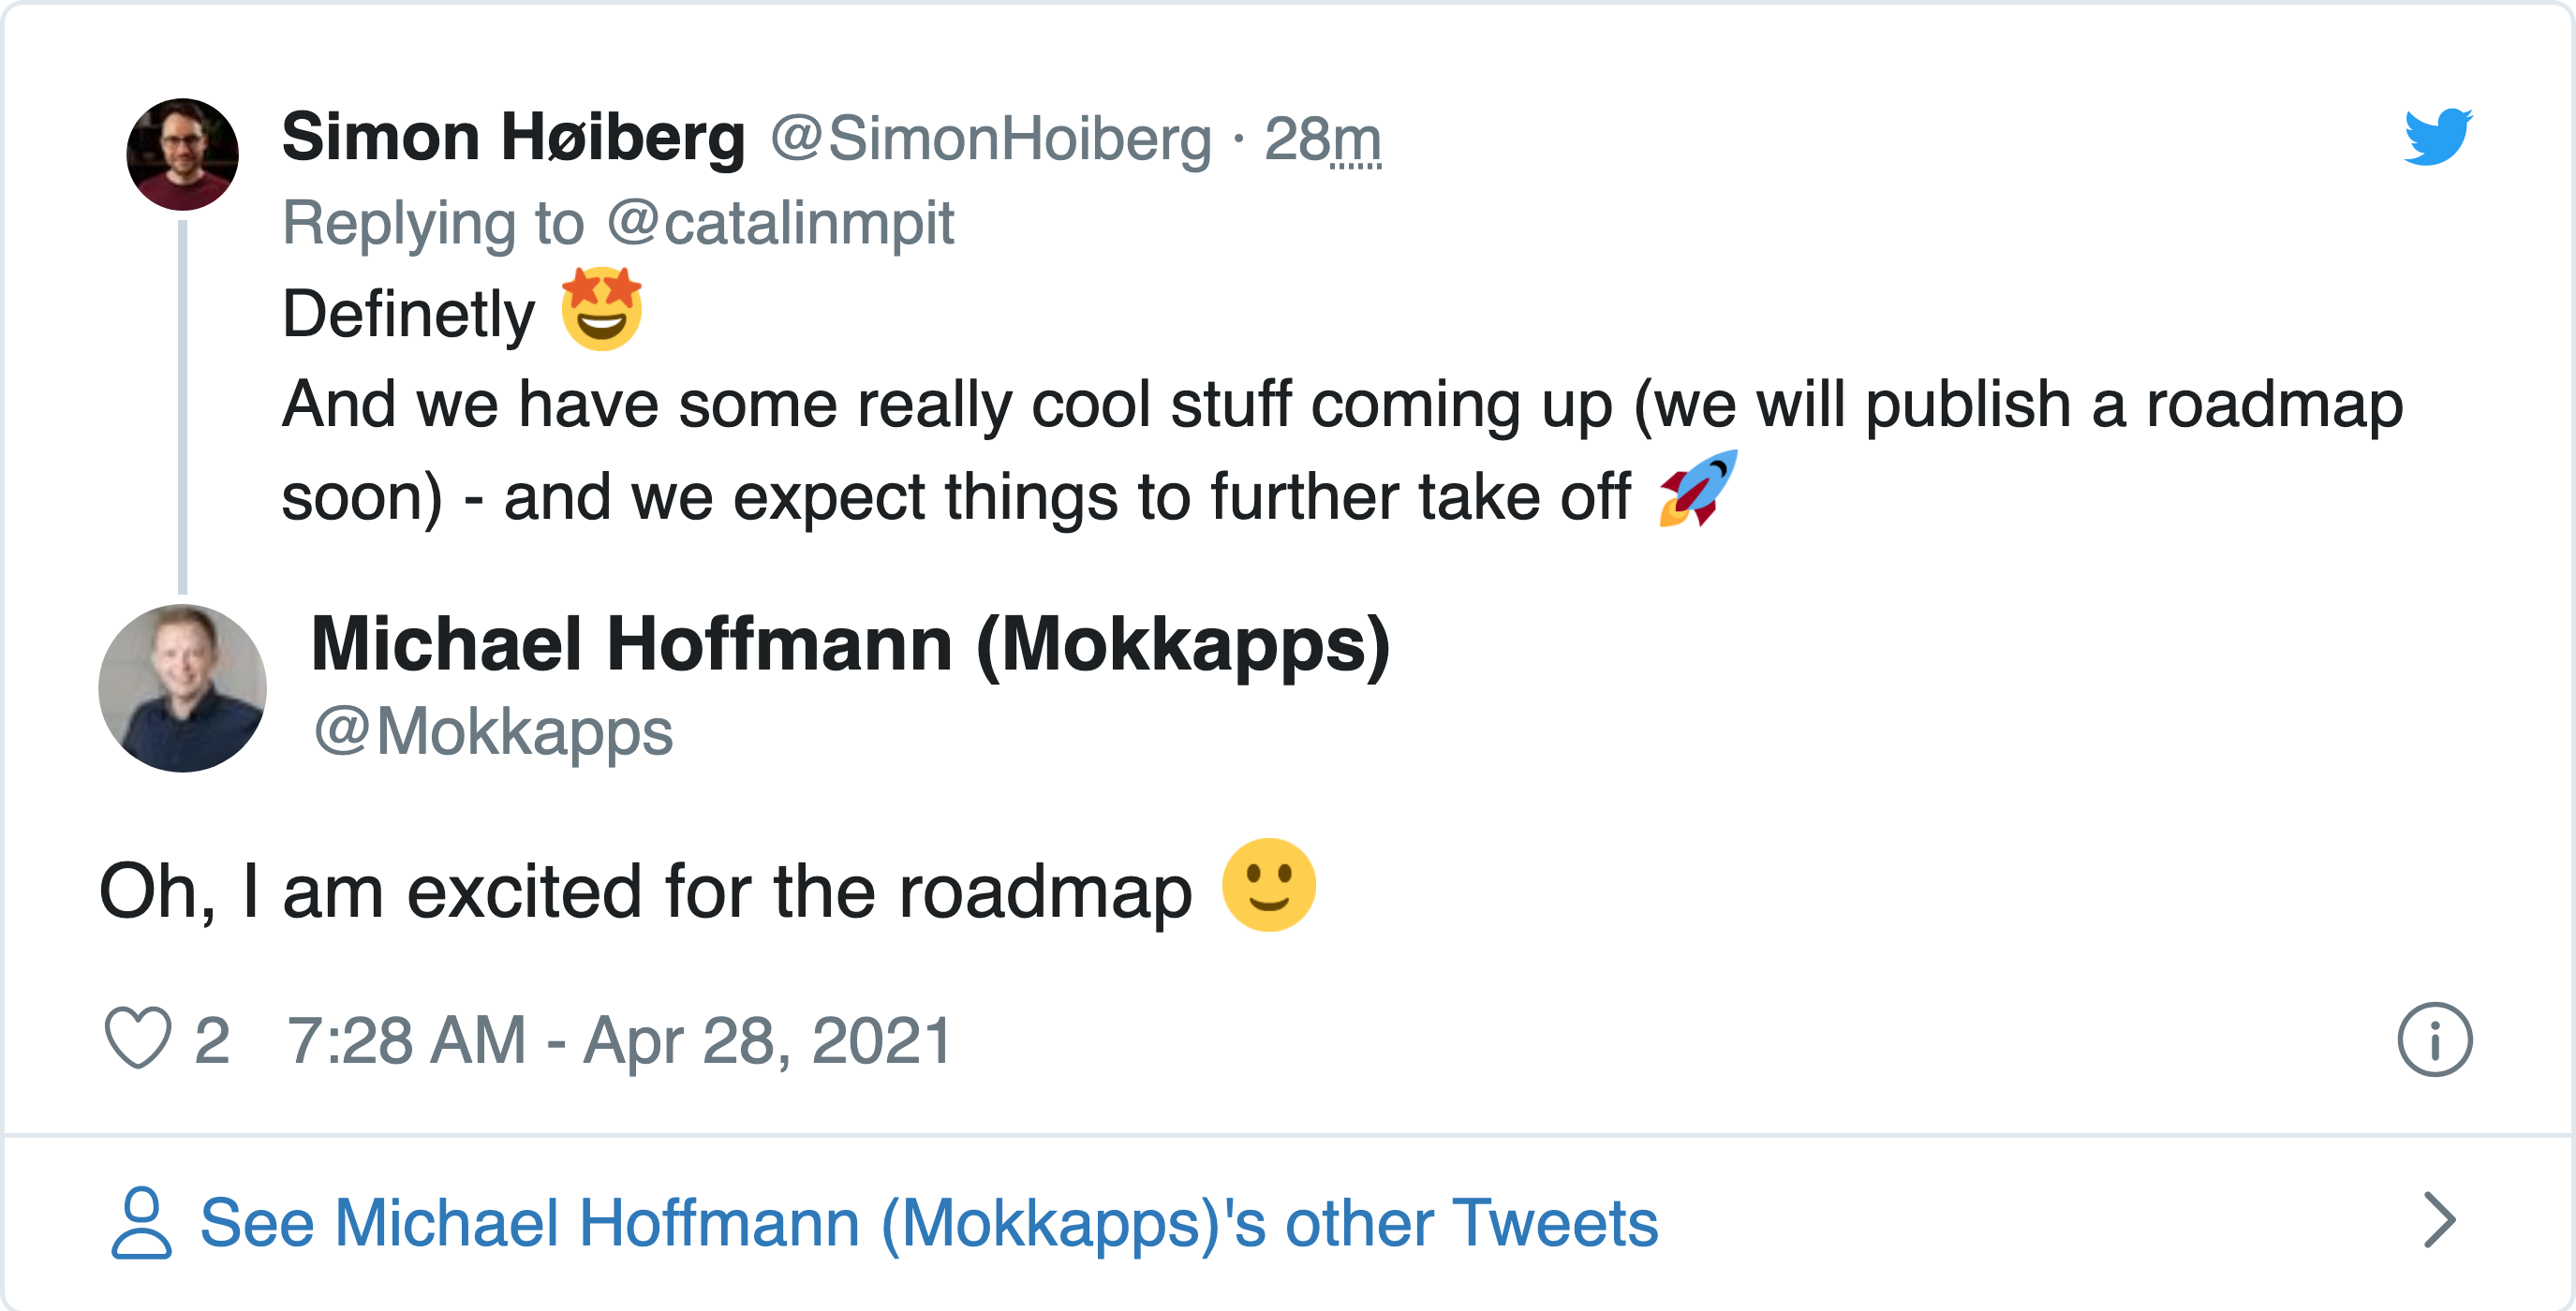 Simon Høiberg @SimonHoiberg · 28m
Replying to @catalinmpit
Definetly 🤩
And we have some really cool stuff coming up (we will publish a roadmap
soon) - and we expect things to further take off 🚀
Michael Hoffmann (Mokkapps)
@Mokkapps
Oh, I am excited for the roadmap 🙂
2 7:28 AM - Apr 28, 2021
See Michael Hoffmann (Mokkapps)'s other Tweets